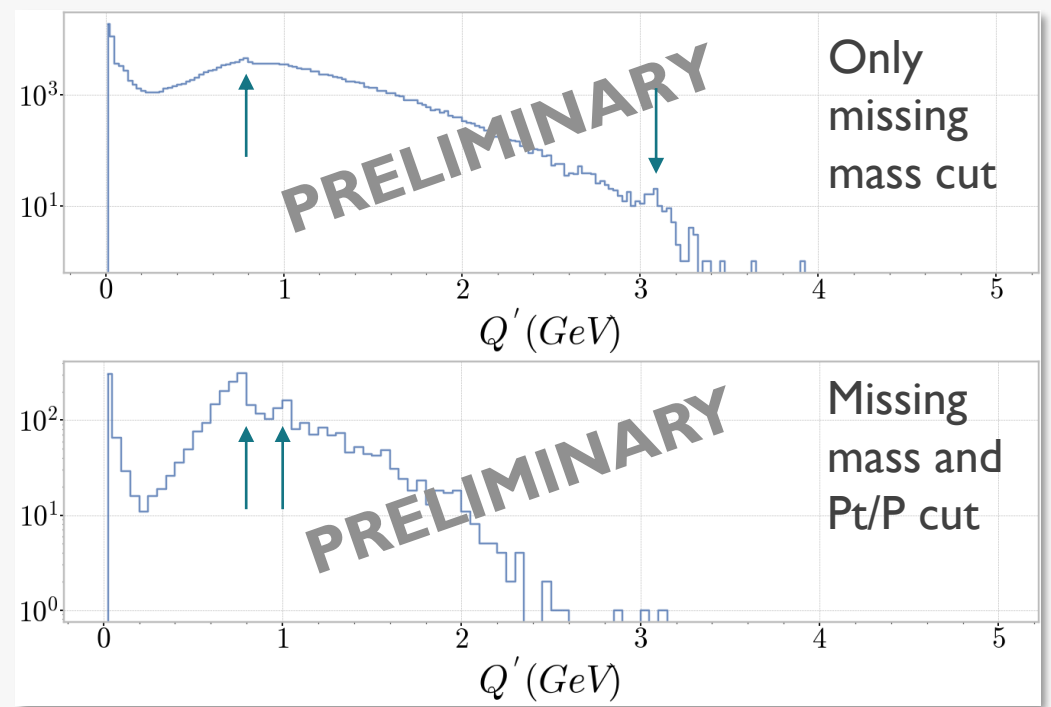 10³
10¹
PRELIMINARY
Only
missing
mass cut
0 1 2 3 4 5
Q′(GeV)
10²
10¹
10⁰
PRELIMINARY
Missing
mass and
Pt/P cut
0 1 2 3 4 5
Q′(GeV)